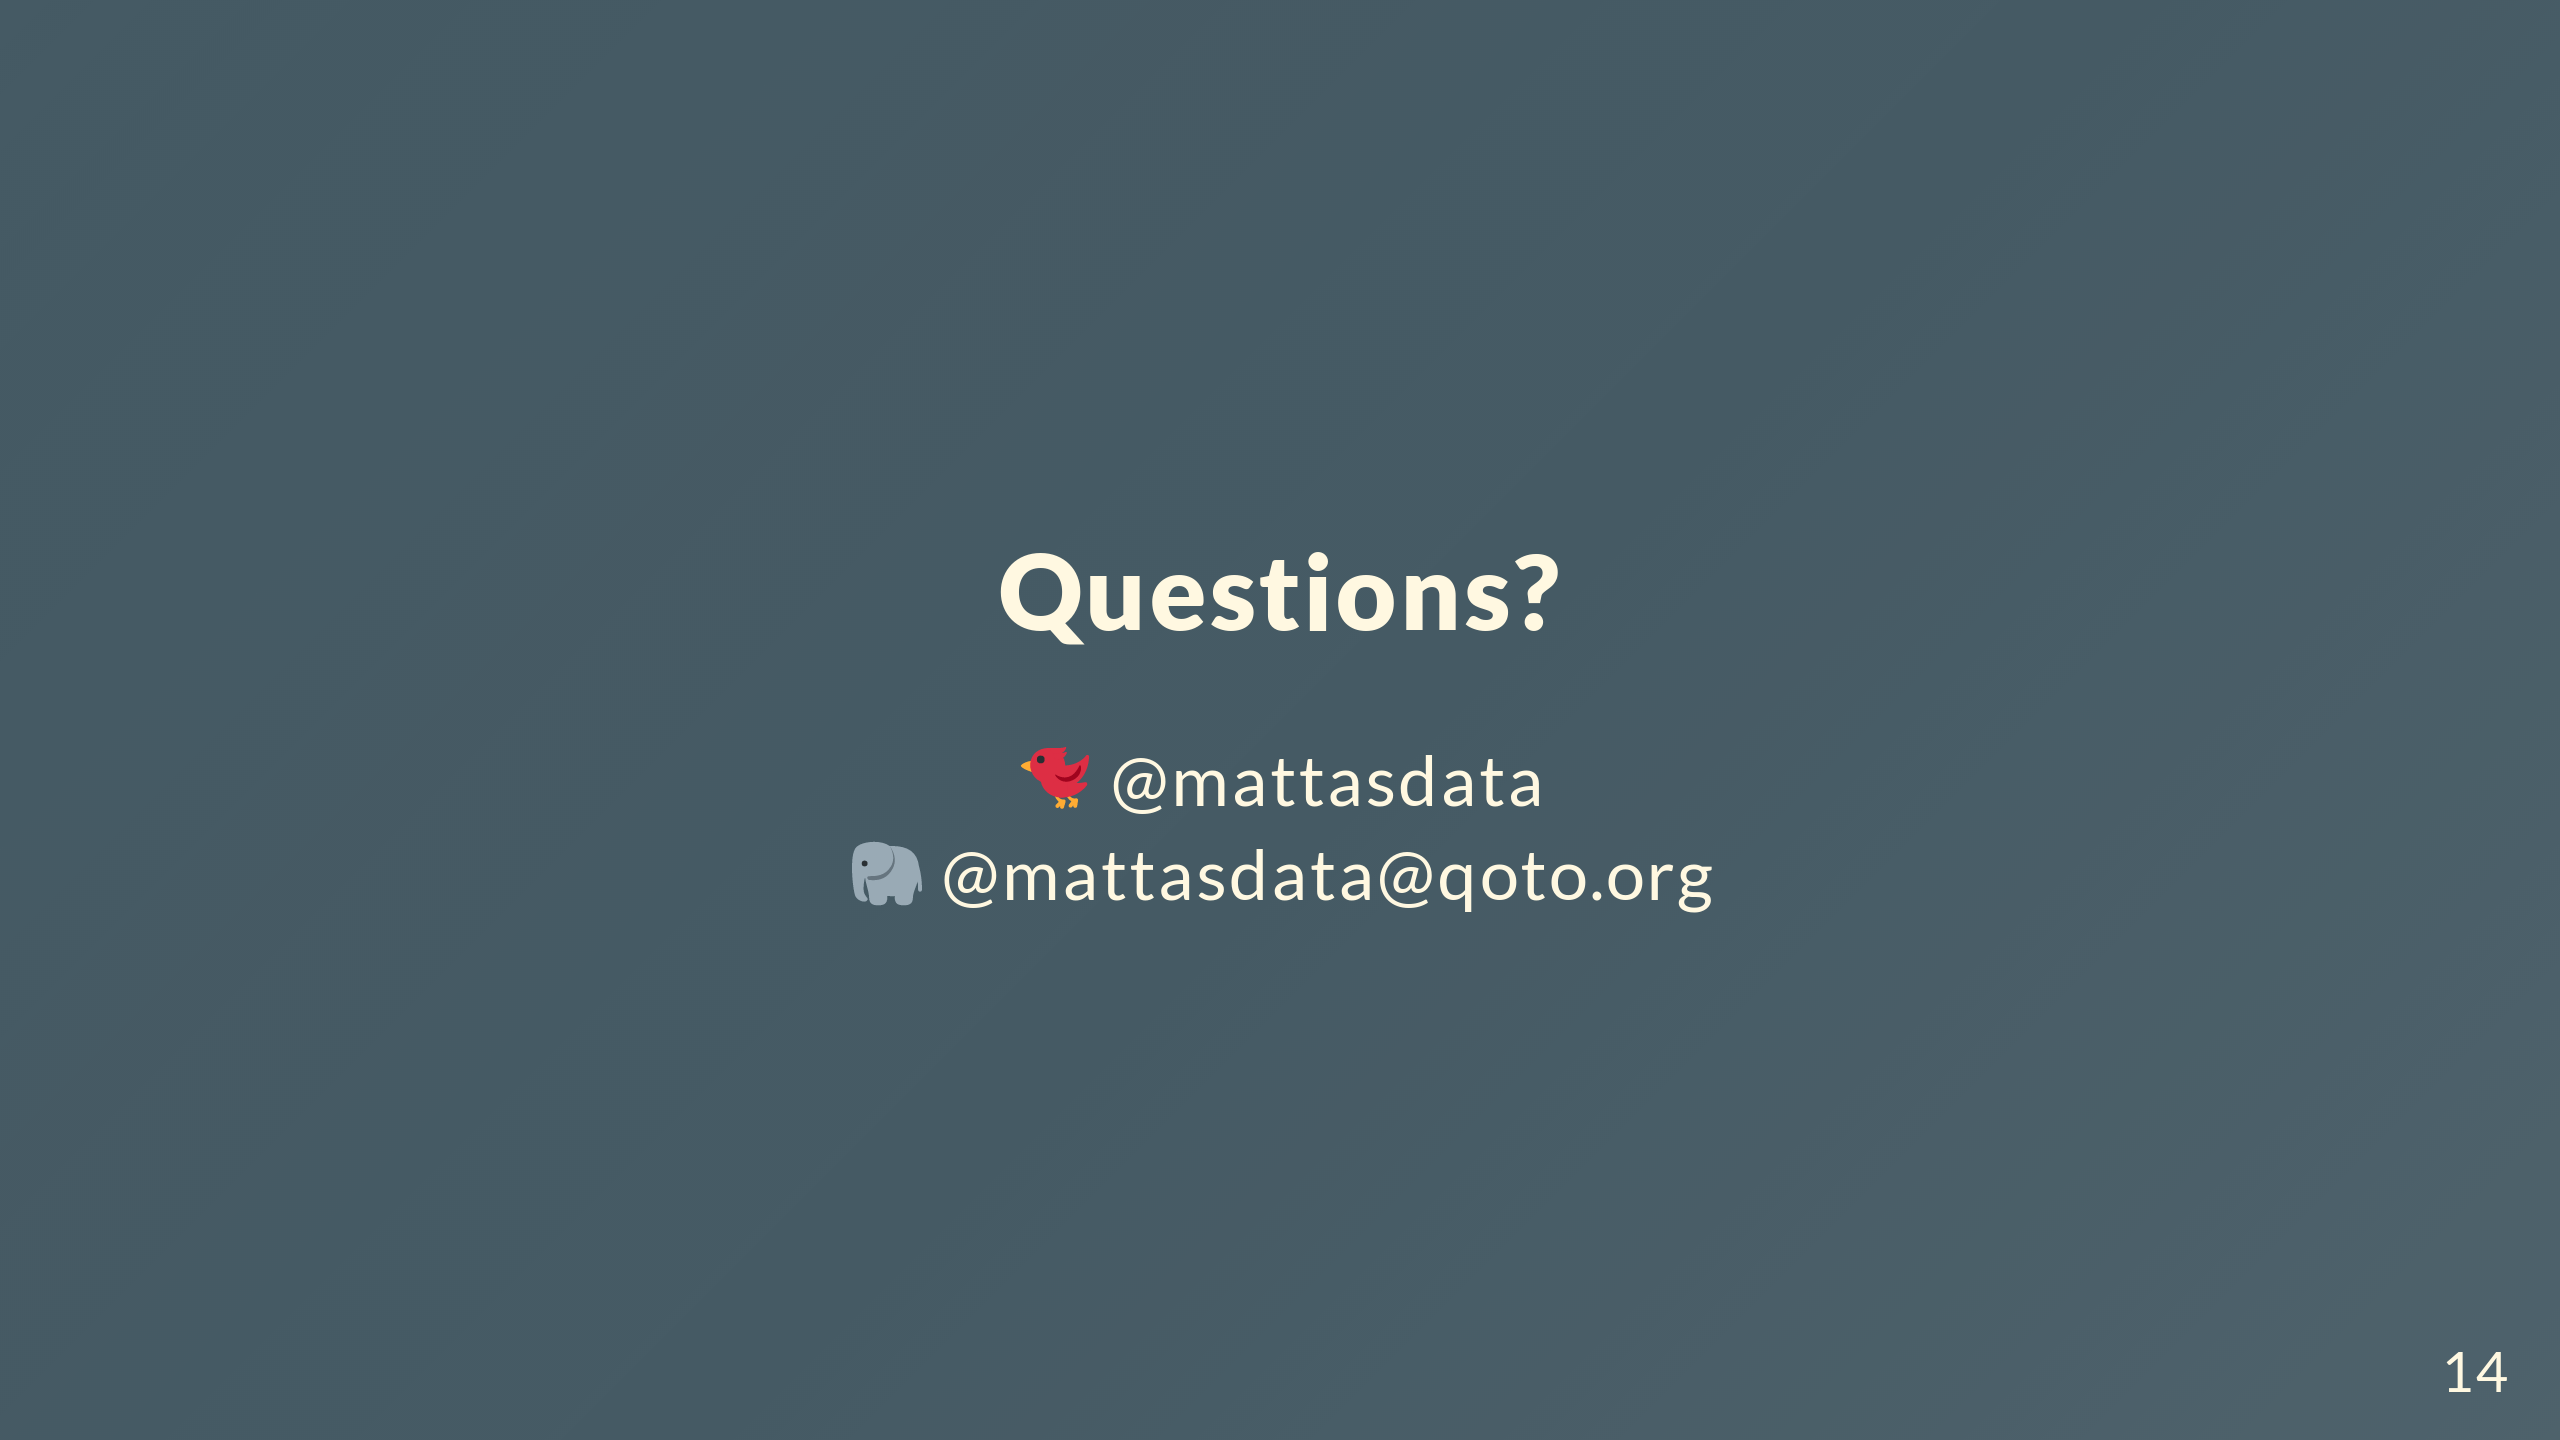 Questions?
🐦 @mattasdata
🐘 @mattasdata@qoto.org
14